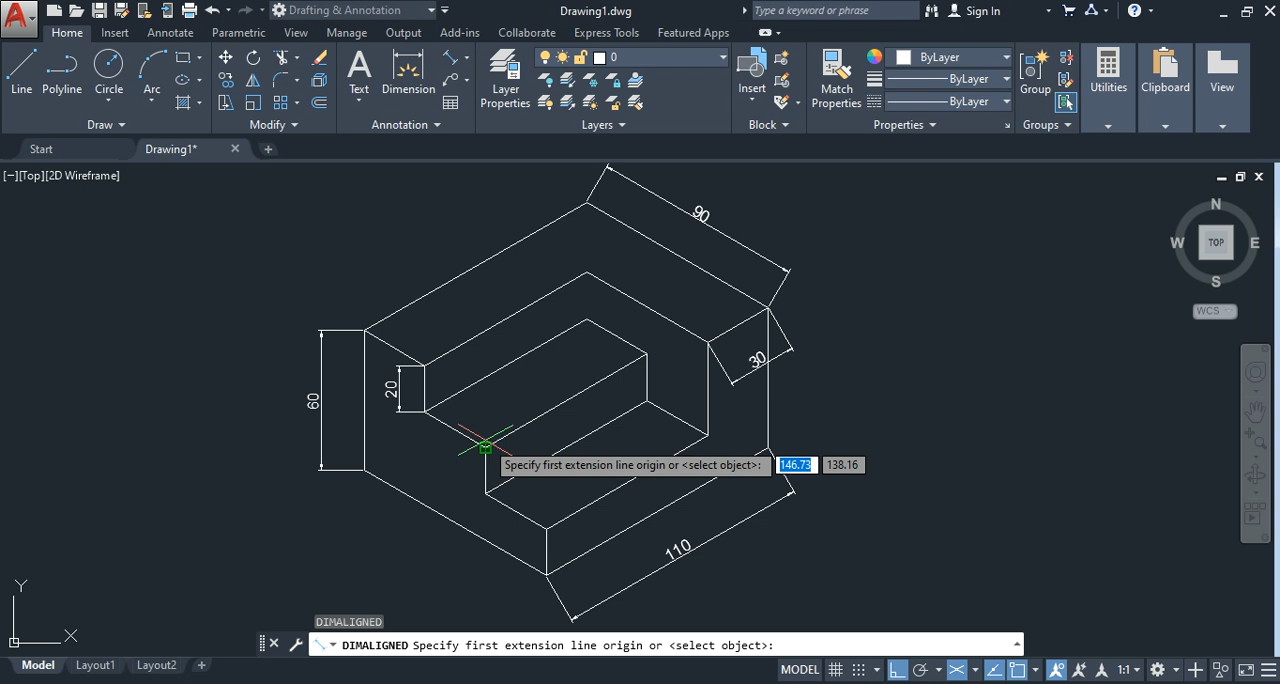 A
Drafting & Annotation
Drawing1.dwg
Type a keyword or phrase
Sign In
Home
Insert
Annotate
Parametric
View
Manage
Output
Add-ins
Collaborate
Express Tools
Featured Apps
Line
Polyline
Circle
Arc
Text
Dimension
Layer Properties
0
Insert
Match Properties
ByLayer
ByLayer
ByLayer
Group
Utilities
Clipboard
View
Draw
Modify
Annotation
Layers
Block
Properties
Groups
Start
Drawing1*
[−][Top][2D Wireframe]
N
W
TOP
E
S
WCS
90
30
60
20
110
Specify first extension line origin or <select object>:
146.73
138.16
Y
X
DIMALIGNED
DIMALIGNED Specify first extension line origin or <select object>:
Model
Layout1
Layout2
MODEL
1:1